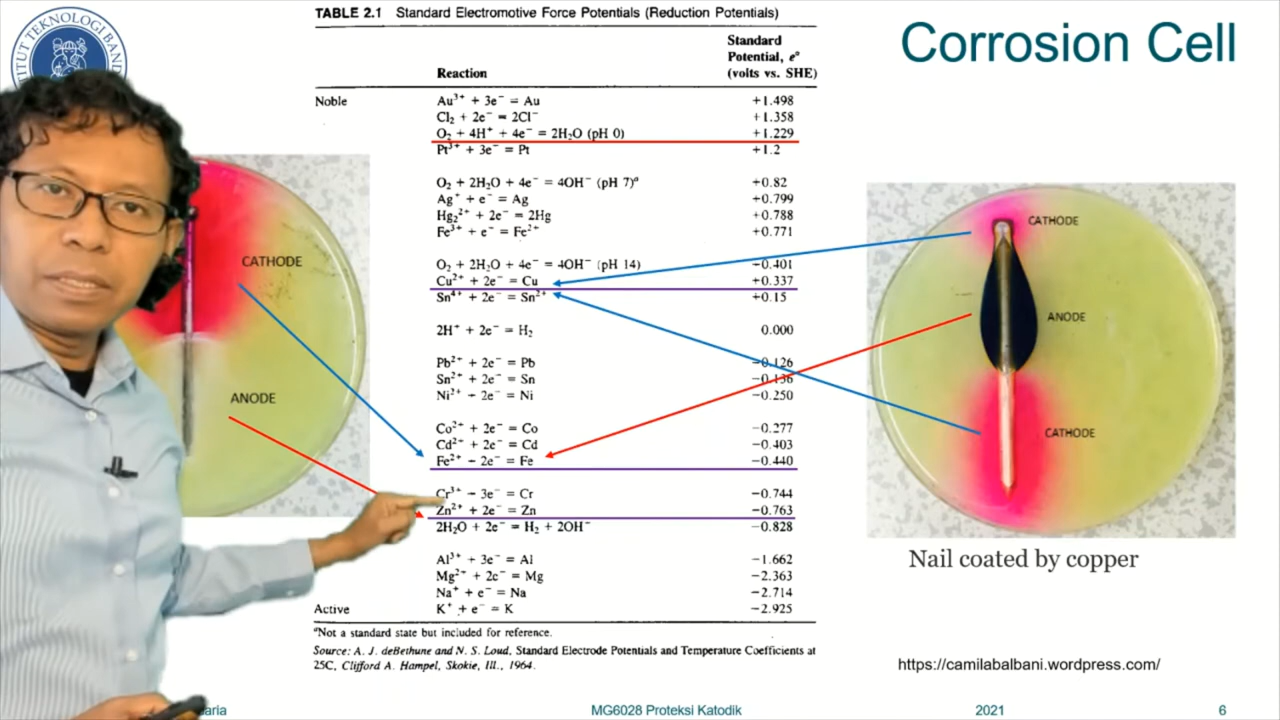 TABLE 2.1 Standard Electromotive Force Potentials (Reduction Potentials)
Corrosion Cell
Standard
Potential, e°
Reaction (volts vs. SHE)
Noble Au³⁺ + 3e⁻ = Au +1.498
Cl₂ + 2e⁻ = 2Cl⁻ +1.358
O₂ + 4H⁺ + 4e⁻ = 2H₂O (pH 0) +1.229
Pt³⁺ + 3e⁻ = Pt +1.2
O₂ + 2H₂O + 4e⁻ = 4OH⁻ (pH 7)ᵃ +0.82
Ag⁺ + e⁻ = Ag +0.799
Hg₂²⁺ + 2e⁻ = 2Hg +0.788
Fe³⁺ + e⁻ = Fe²⁺ +0.771
O₂ + 2H₂O + 4e⁻ = 4OH⁻ (pH 14) +0.401
Cu²⁺ + 2e⁻ = Cu +0.337
Sn⁴⁺ + 2e⁻ = Sn²⁺ +0.15
2H⁺ + 2e⁻ = H₂ 0.000
Pb²⁺ + 2e⁻ = Pb −0.126
Sn²⁺ + 2e⁻ = Sn −0.136
Ni²⁺ + 2e⁻ = Ni −0.250
Co²⁺ + 2e⁻ = Co −0.277
Cd²⁺ + 2e⁻ = Cd −0.403
Fe²⁺ + 2e⁻ = Fe −0.440
Cr³⁺ + 3e⁻ = Cr −0.744
Zn²⁺ + 2e⁻ = Zn −0.763
2H₂O + 2e⁻ = H₂ + 2OH⁻ −0.828
Al³⁺ + 3e⁻ = Al −1.662
Mg²⁺ + 2e⁻ = Mg −2.363
Na⁺ + e⁻ = Na −2.714
Active K⁺ + e⁻ = K −2.925
ᵃNot a standard state but included for reference.
Source: A. J. deBethune and N. S. Loud, Standard Electrode Potentials and Temperature Coefficients at
25C, Clifford A. Hampel, Skokie, Ill., 1964.
CATHODE
ANODE
CATHODE
ANODE
CATHODE
Nail coated by copper
https://camilabalbani.wordpress.com/
MG6028 Proteksi Katodik 2021 6